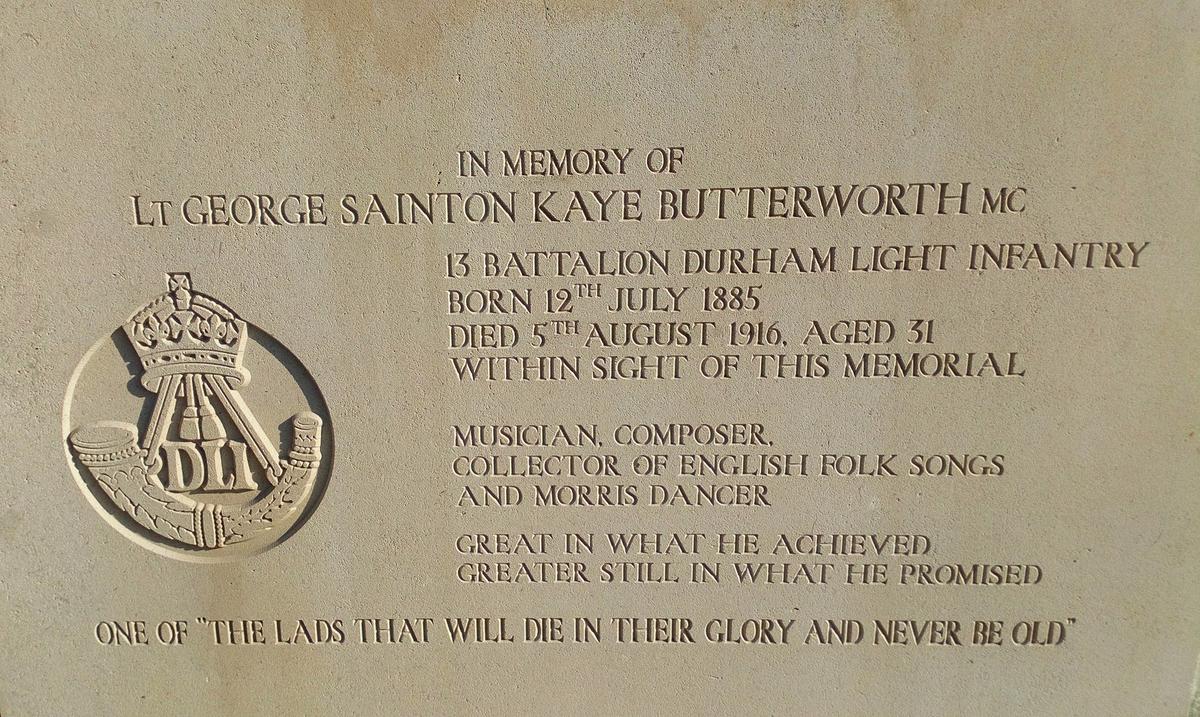 IN MEMORY OF
LT GEORGE SAINTON KAYE BUTTERWORTH MC
13 BATTALION DURHAM LIGHT INFANTRY
BORN 12TH JULY 1885
DIED 5TH AUGUST 1916, AGED 31
WITHIN SIGHT OF THIS MEMORIAL
DLI
MUSICIAN, COMPOSER,
COLLECTOR OF ENGLISH FOLK SONGS
AND MORRIS DANCER
GREAT IN WHAT HE ACHIEVED
GREATER STILL IN WHAT HE PROMISED
ONE OF "THE LADS THAT WILL DIE IN THEIR GLORY AND NEVER BE OLD"